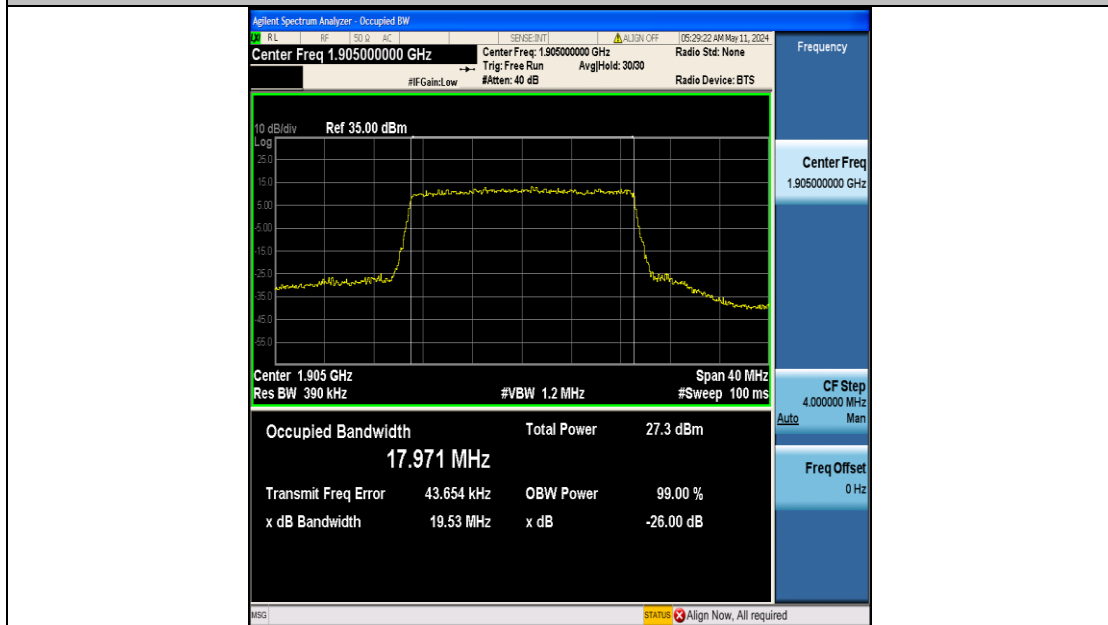 Agilent Spectrum Analyzer - Occupied BW
LXI RL RF 50 Ω AC SENSE:INT ALIGN OFF 05:29:22 AM May 11, 2024
Center Freq 1.905000000 GHz
Center Freq: 1.905000000 GHz Radio Std: None
Trig: Free Run Avg|Hold: 30/30
#IFGain:Low #Atten: 40 dB Radio Device: BTS
10 dB/div Ref 35.00 dBm
Log
25.0
15.0
5.00
-5.00
-15.0
-25.0
-35.0
-45.0
-55.0
Center 1.905 GHz Span 40 MHz
Res BW 390 kHz #VBW 1.2 MHz #Sweep 100 ms
Occupied Bandwidth Total Power 27.3 dBm
17.971 MHz
Transmit Freq Error 43.654 kHz OBW Power 99.00 %
x dB Bandwidth 19.53 MHz x dB -26.00 dB
Frequency
Center Freq
1.905000000 GHz
CF Step
4.000000 MHz
Auto Man
Freq Offset
0 Hz
MSG STATUS Align Now, All required